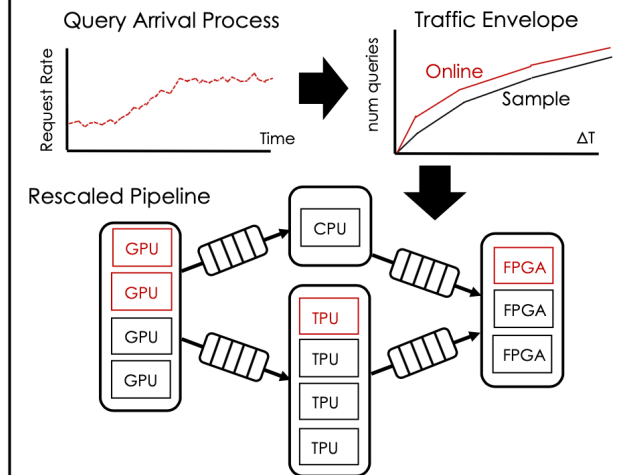 Query Arrival Process
Traffic Envelope
Request Rate
Time
num queries
Online
Sample
ΔT
Rescaled Pipeline
GPU
GPU
GPU
GPU
CPU
TPU
TPU
TPU
TPU
FPGA
FPGA
FPGA